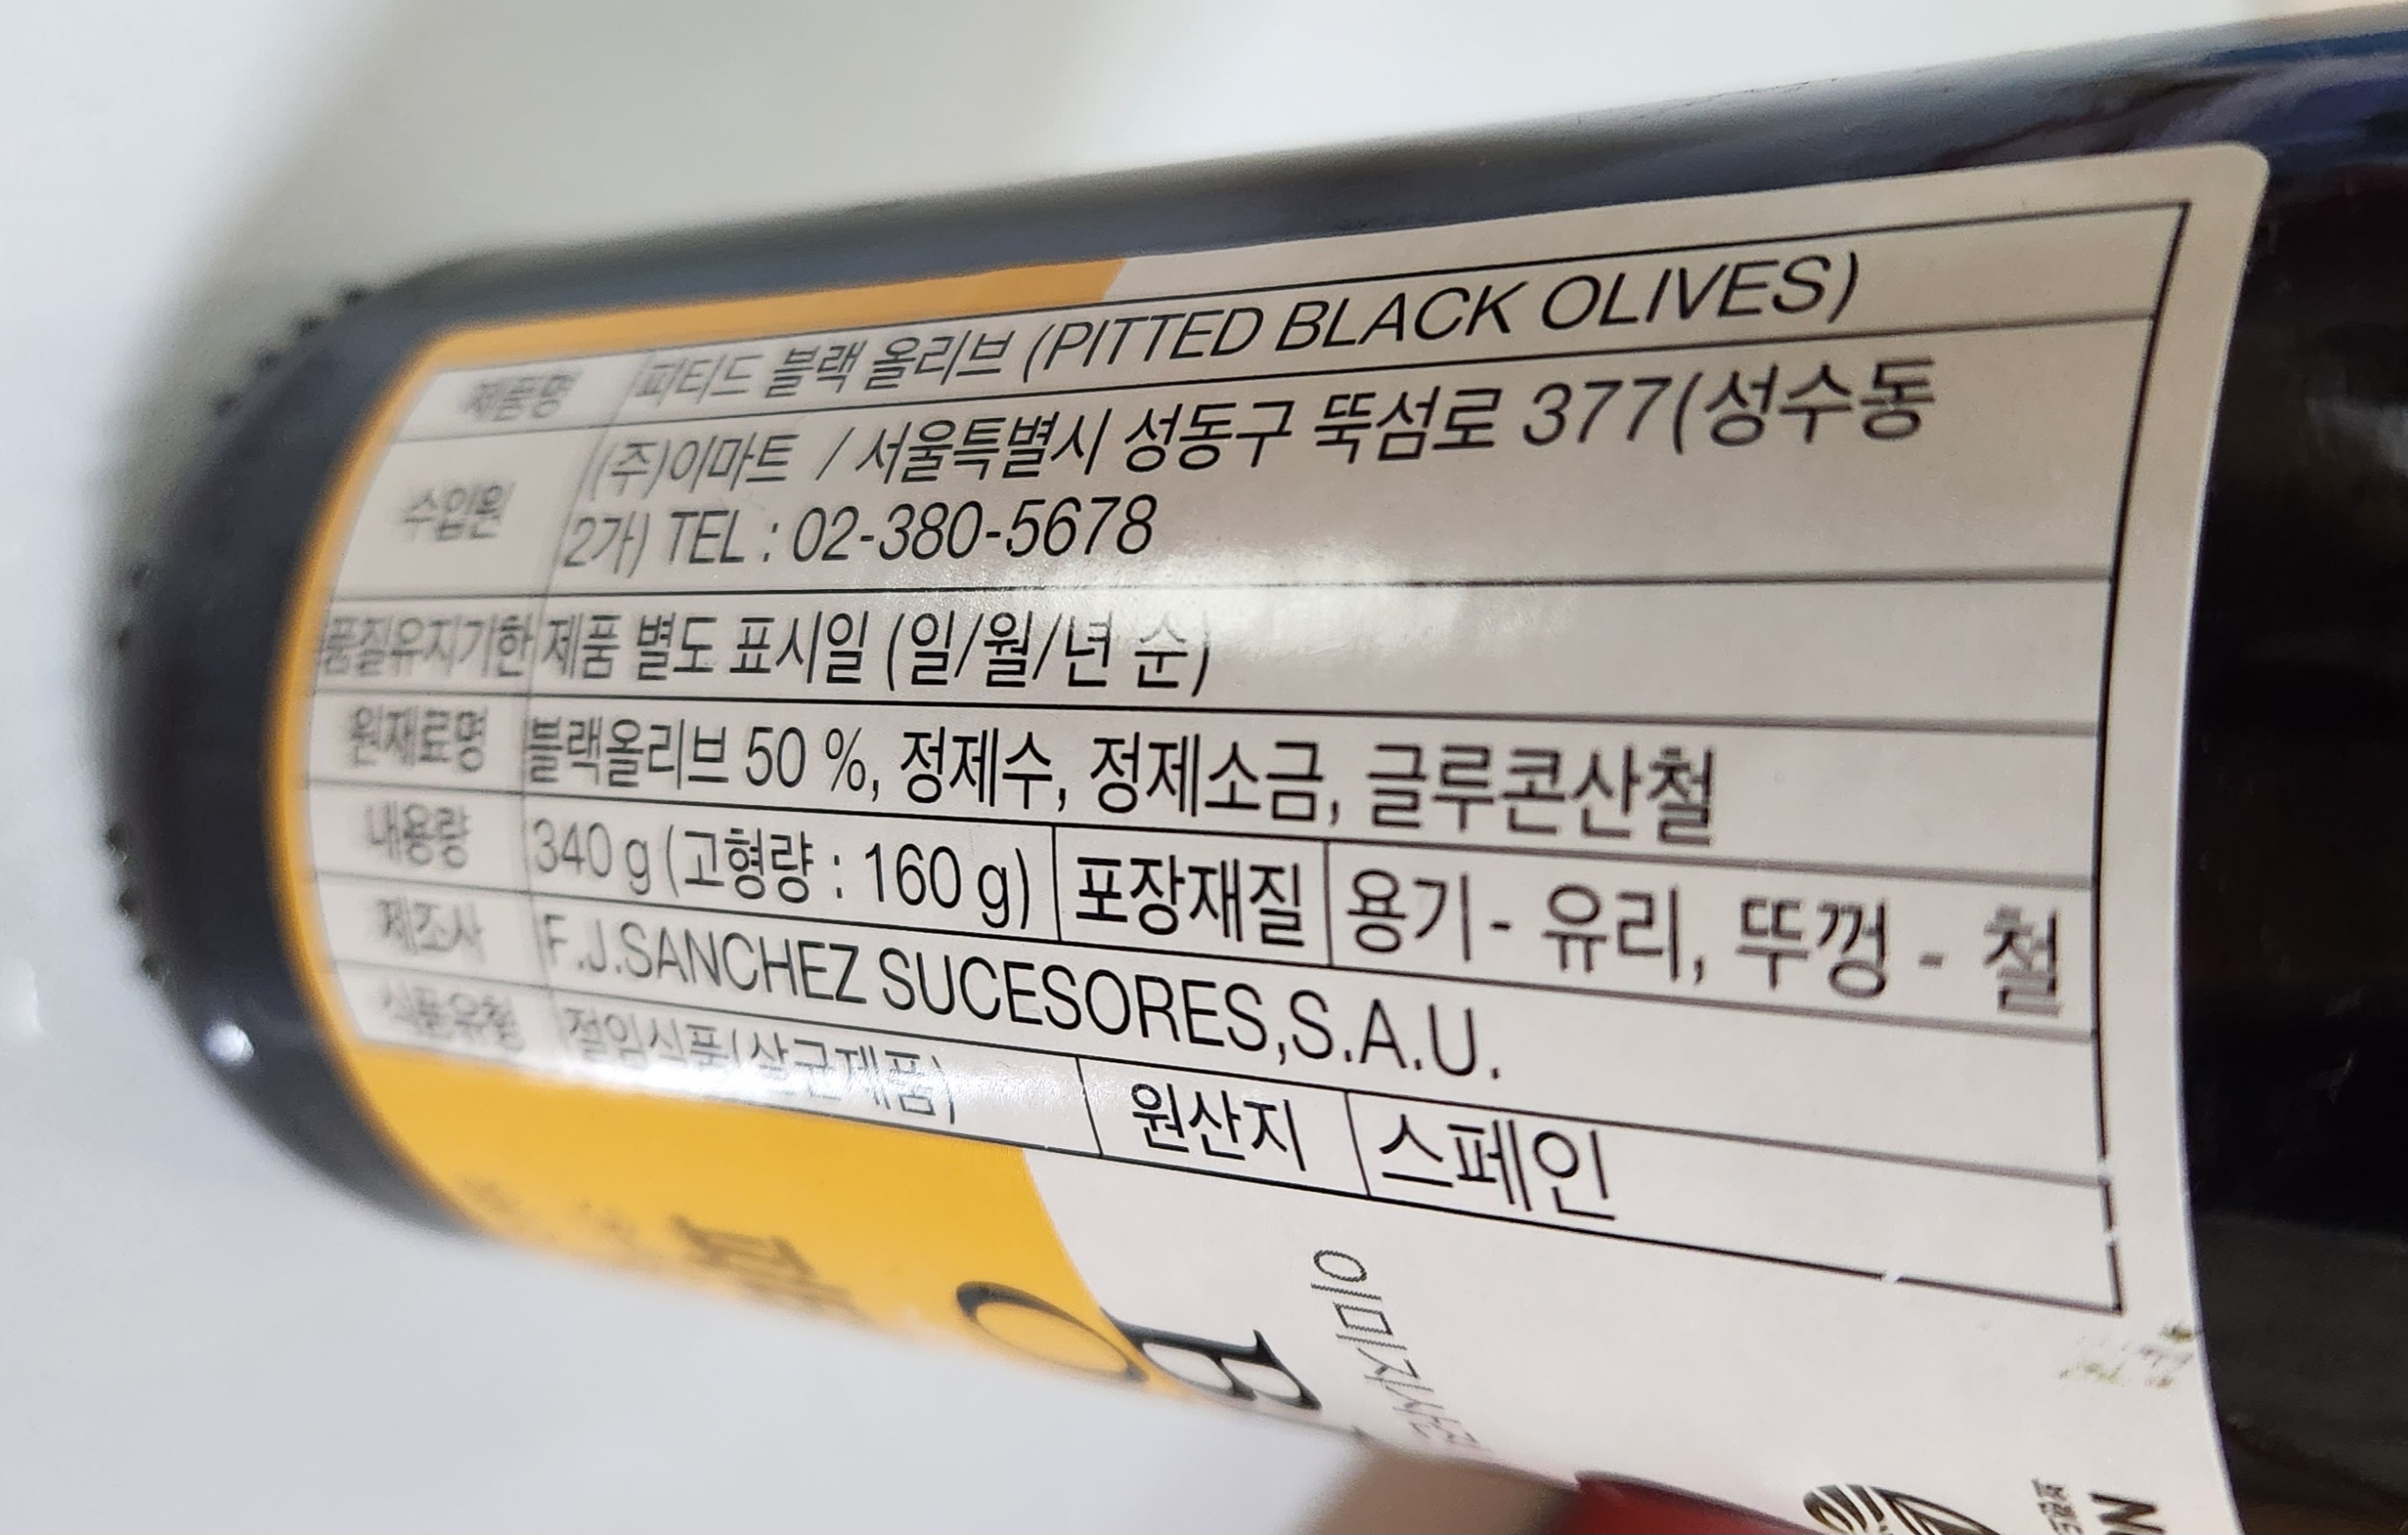 제품명 피티드 블랙 올리브 (PITTED BLACK OLIVES)
수입원 (주)이마트 / 서울특별시 성동구 뚝섬로 377(성수동
2가) TEL : 02-380-5678
품질유지기한 제품 별도 표시일 (일/월/년 순)
원재료명 블랙올리브 50 %, 정제수, 정제소금, 글루콘산철
내용량 340 g (고형량 : 160 g) 포장재질 용기 - 유리, 뚜껑 - 철
제조사 F.J.SANCHEZ SUCESORES,S.A.U.
식품유형 절임식품(살균제품) 원산지 스페인
이미지사진